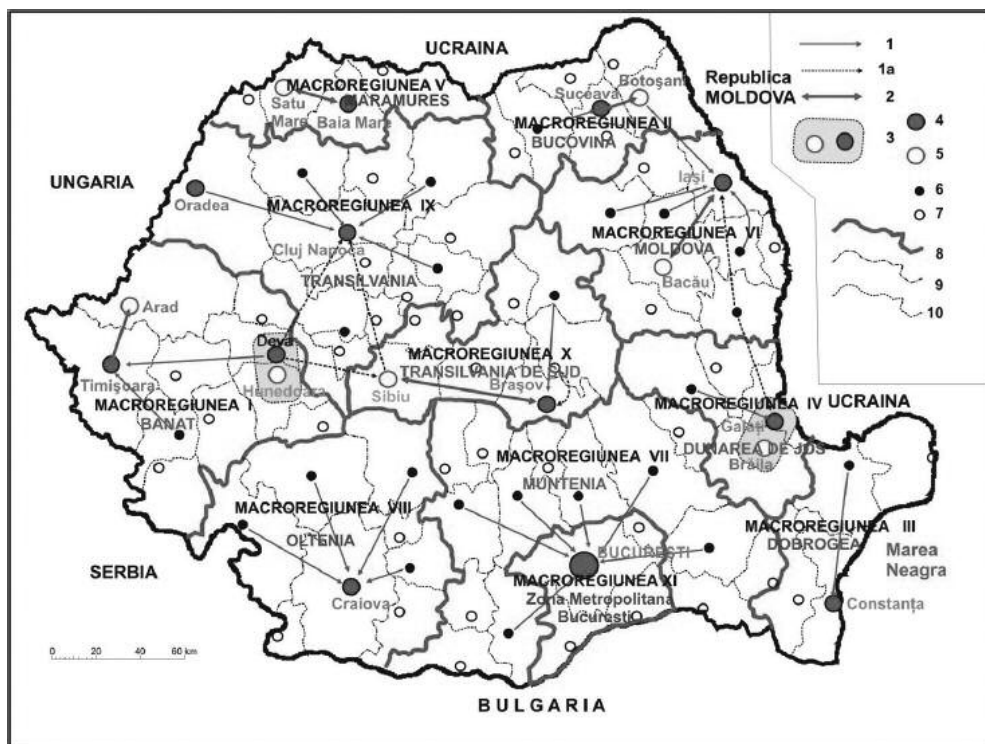 UCRAINA
1
MACROREGIUNEA V
MARAMURES
Satu
Mare
Baia Mare
Botoșani
Suceava
MACROREGIUNEA II
BUCOVINA
Republica
MOLDOVA
1a
2
3
4
5
6
7
8
9
10
UNGARIA
Oradea
MACROREGIUNEA IX
Cluj Napoca
TRANSILVANIA
Iași
MACROREGIUNEA VI
MOLDOVA
Bacău
Arad
Deva
Hunedoara
Timișoara
MACROREGIUNEA I
BANAT
MACROREGIUNEA X
TRANSILVANIA DE SUD
Brașov
Sibiu
MACROREGIUNEA IV
UCRAINA
Galați
DUNAREA DE JOS
Brăila
MACROREGIUNEA VII
MUNTENIA
MACROREGIUNEA VIII
OLTENIA
Craiova
BUCUREȘTI
MACROREGIUNEA XI
Zona Metropolitana
Bucuresti
MACROREGIUNEA III
DOBROGEA
Marea
Neagra
Constanța
SERBIA
0 20 40 60 km
BULGARIA